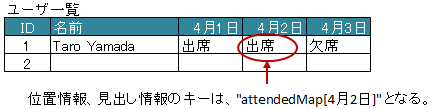 ユーザ一覧
ID 名前 4月1日 4月2日 4月3日
1 Taro Yamada 出席 出席 欠席
2
位置情報、見出し情報のキーは、"attendedMap[4月2日]"となる。